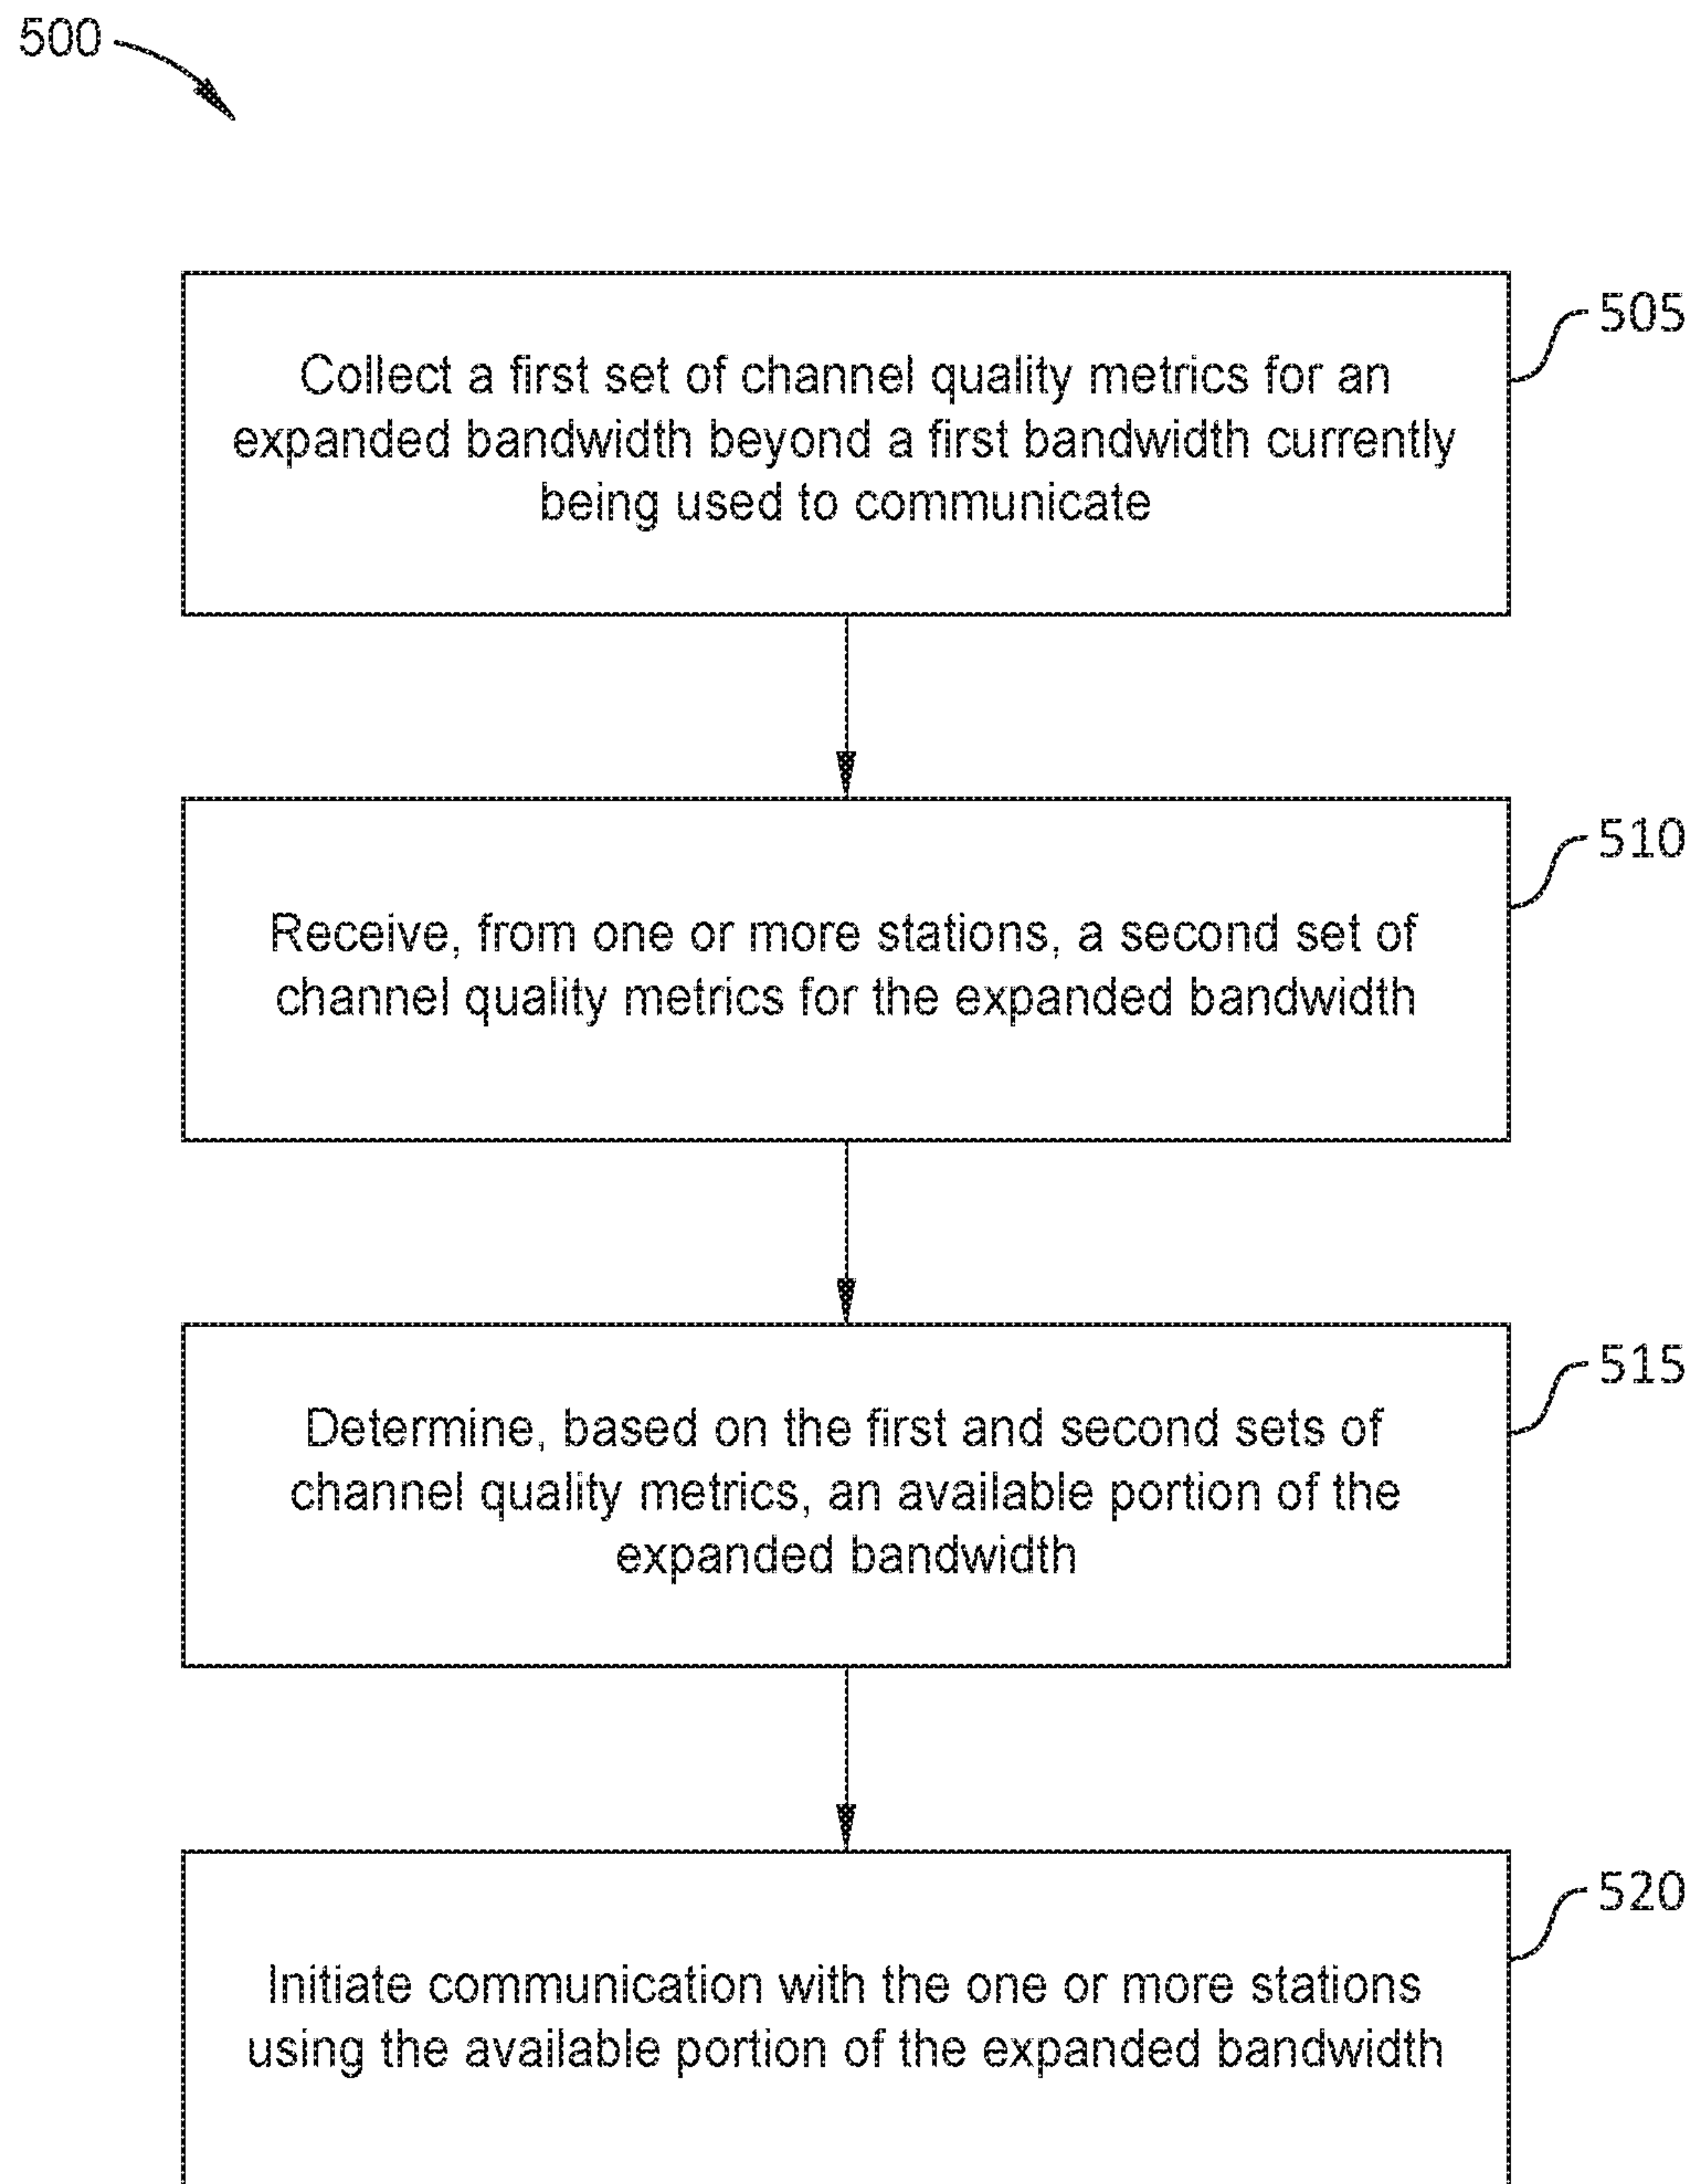 500
505
Collect a first set of channel quality metrics for an
expanded bandwidth beyond a first bandwidth currently
being used to communicate
510
Receive, from one or more stations, a second set of
channel quality metrics for the expanded bandwidth
515
Determine, based on the first and second sets of
channel quality metrics, an available portion of the
expanded bandwidth
520
Initiate communication with the one or more stations
using the available portion of the expanded bandwidth